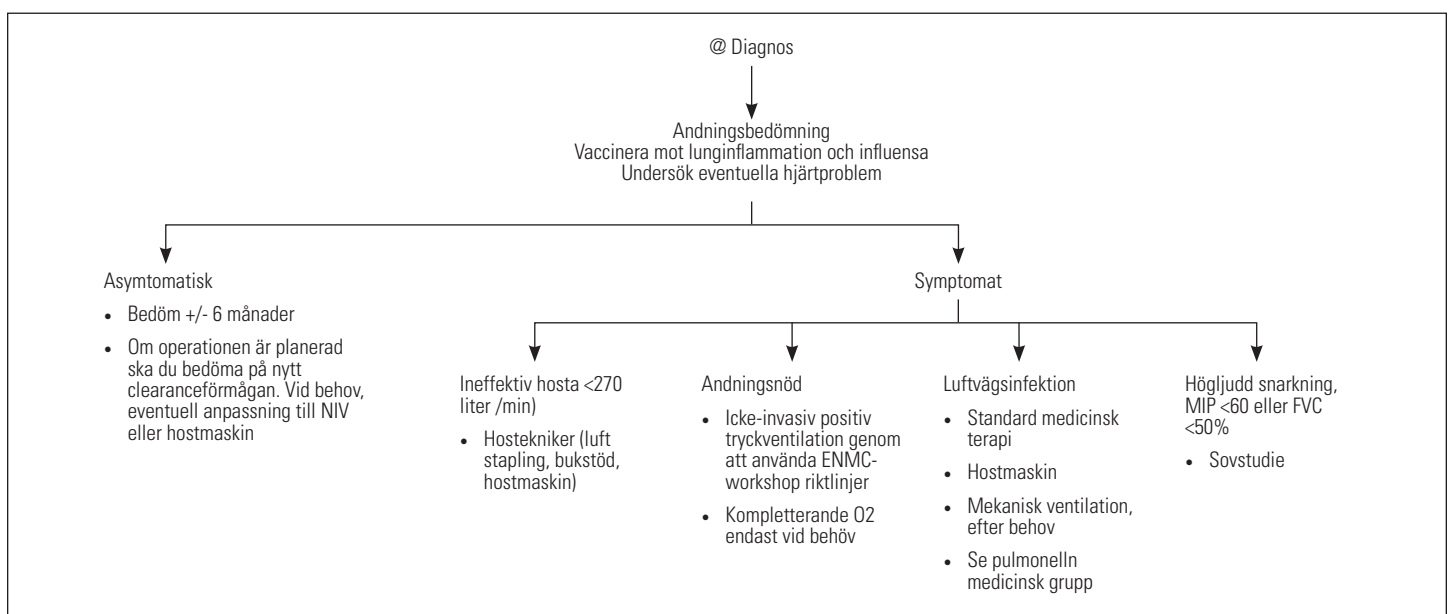 @ Diagnos
Andningsbedömning
Vaccinera mot lunginflammation och influensa
Undersök eventuella hjärtproblem
Asymtomatisk
• Bedöm +/- 6 månader
• Om operationen är planerad
ska du bedöma på nytt
clearanceförmågan. Vid behov,
eventuell anpassning till NIV
eller hostmaskin
Symptomat
Ineffektiv hosta <270
liter /min)
• Hostekniker (luft
stapling, bukstöd,
hostmaskin)
Andningsnöd
• Icke-invasiv positiv
tryckventilation genom
att använda ENMC-
workshop riktlinjer
• Kompletterande O2
endast vid behöv
Luftvägsinfektion
• Standard medicinsk
terapi
• Hostmaskin
• Mekanisk ventilation,
efter behov
• Se pulmonelln
medicinsk grupp
Högljudd snarkning,
MIP <60 eller FVC
<50%
• Sovstudie